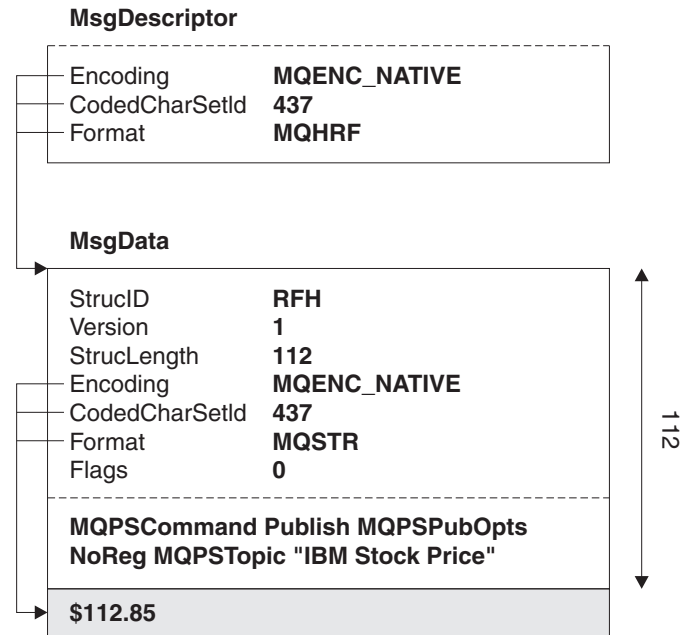 MsgDescriptor
Encoding MQENC_NATIVE
CodedCharSetId 437
Format MQHRF
MsgData
StrucID RFH
Version 1
StrucLength 112
Encoding MQENC_NATIVE
CodedCharSetId 437
Format MQSTR
Flags 0
112
MQPSCommand Publish MQPSPubOpts
NoReg MQPSTopic "IBM Stock Price"
$112.85